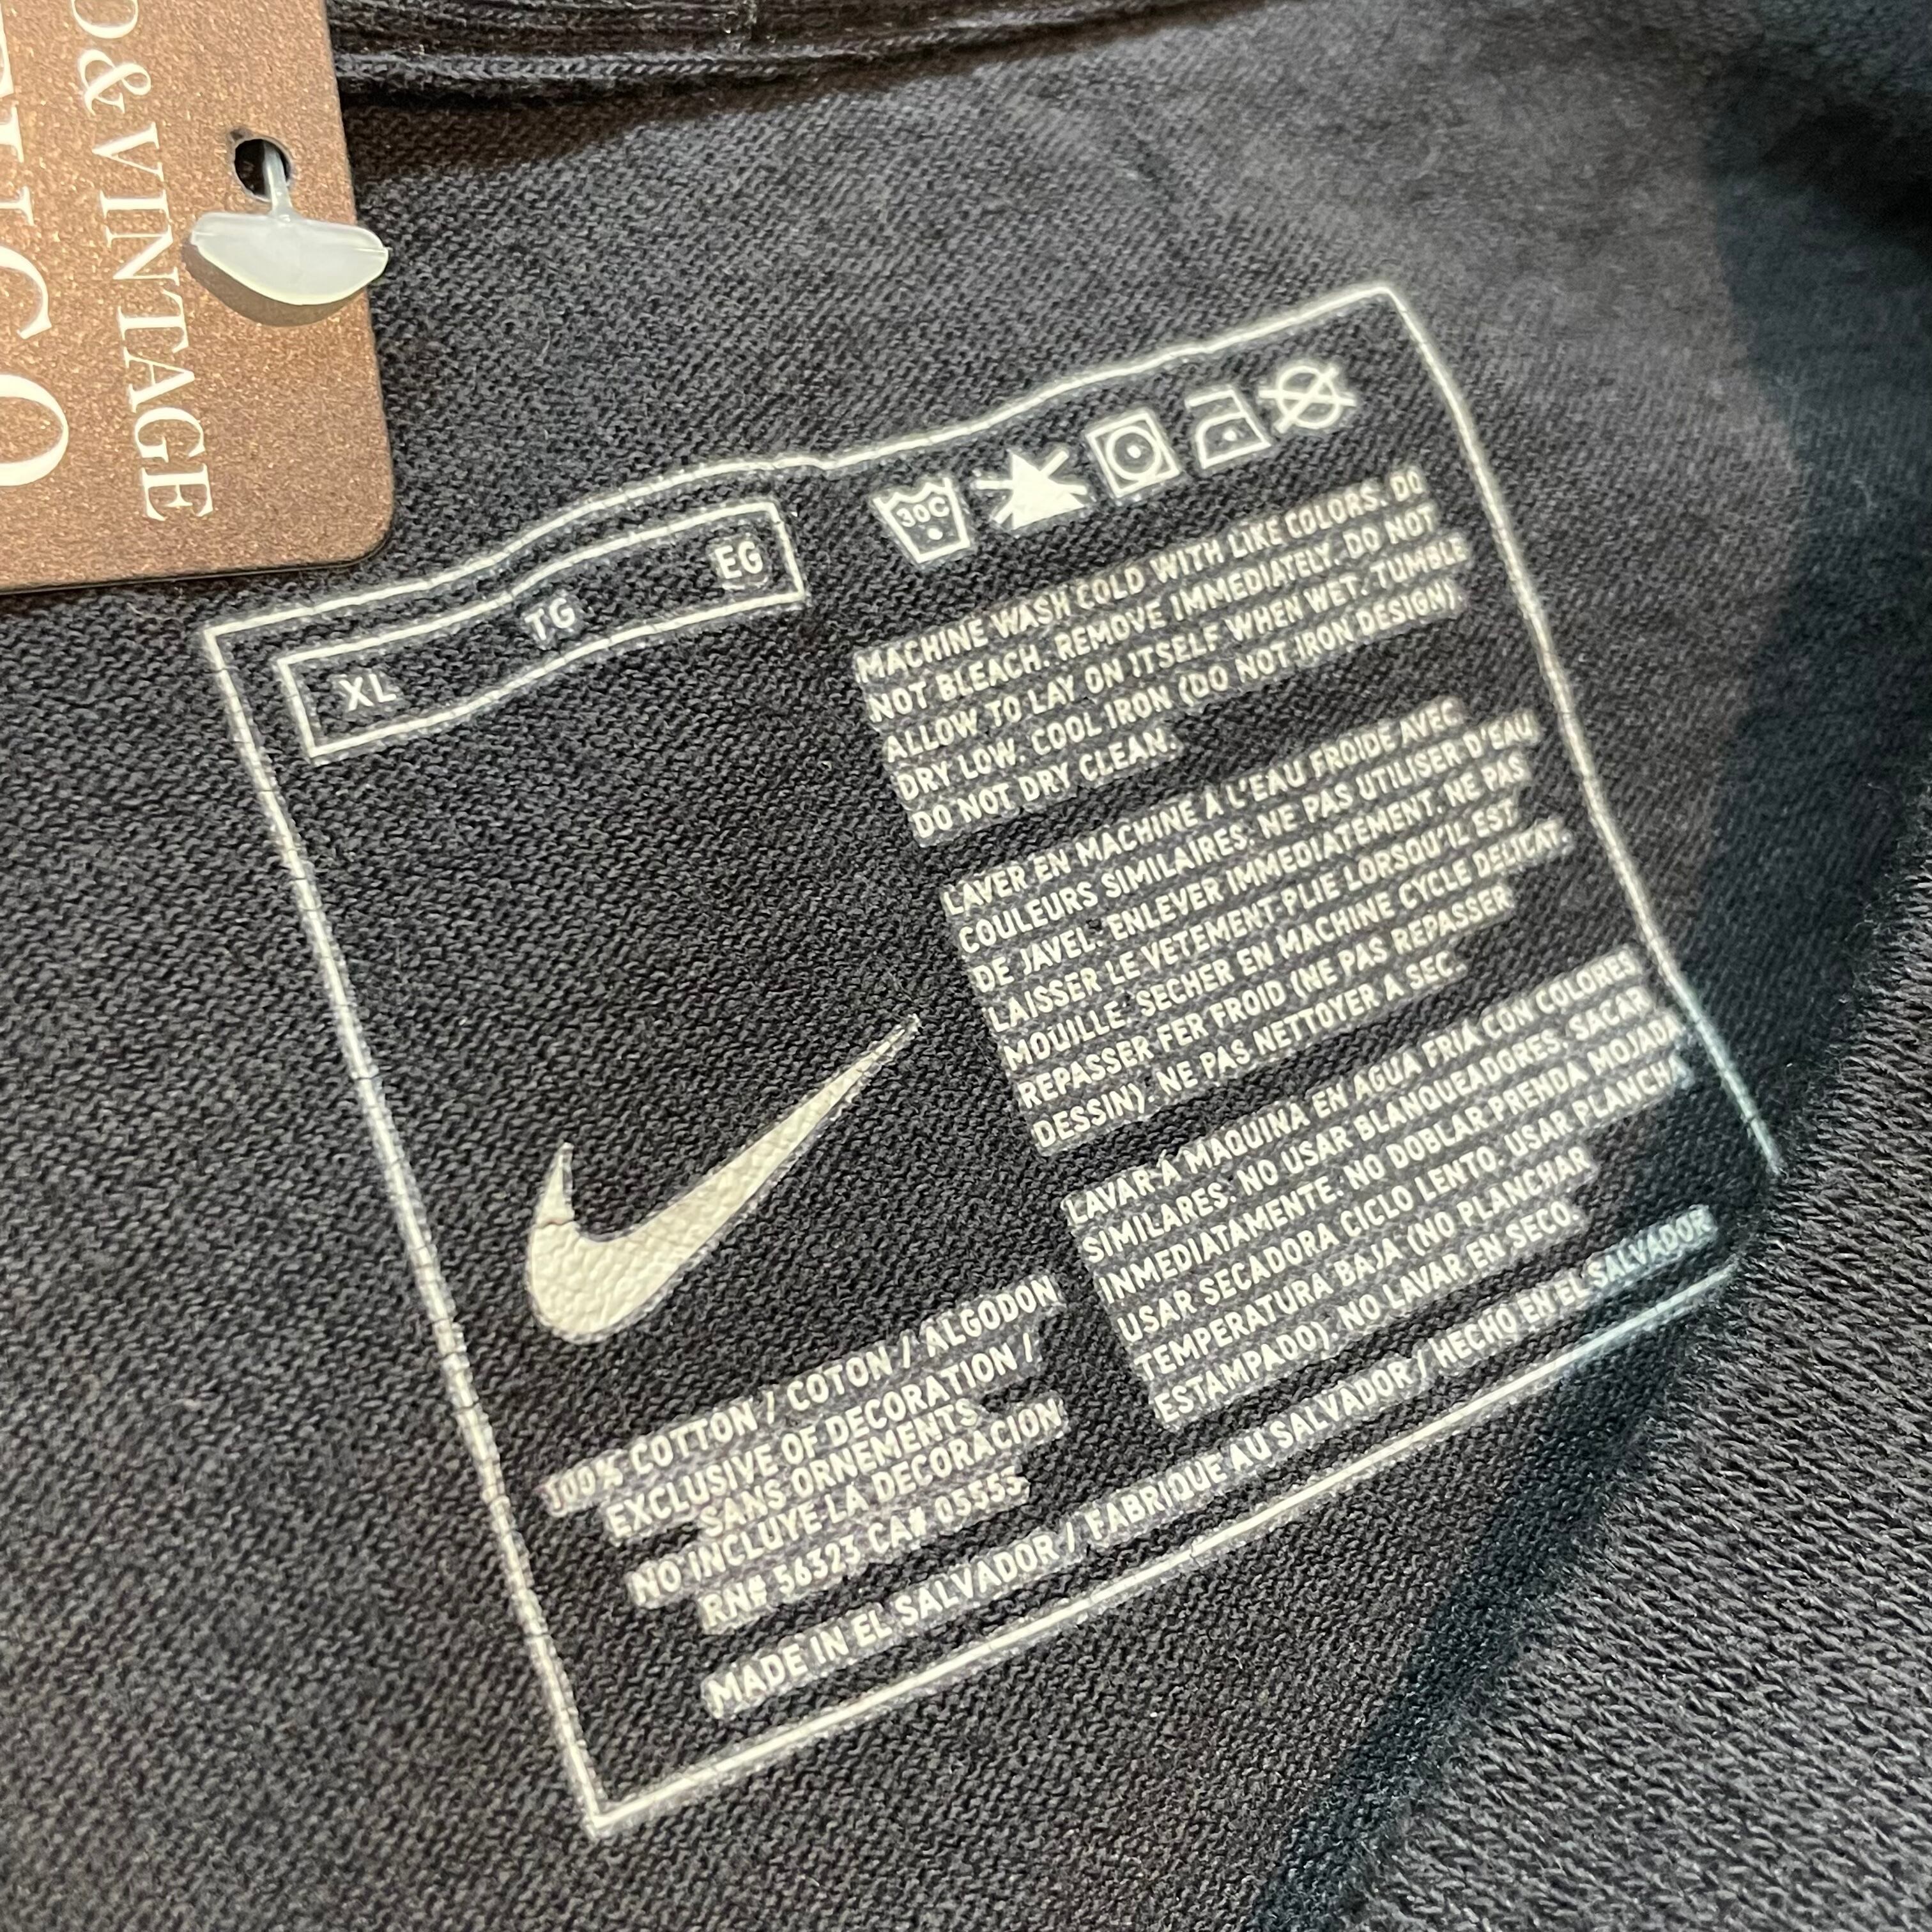 D&VINTAGE
XL TG EG
30C
MACHINE WASH COLD WITH LIKE COLORS. DO
NOT BLEACH. REMOVE IMMEDIATELY. DO NOT
ALLOW TO LAY ON ITSELF WHEN WET. TUMBLE
DRY LOW. COOL IRON (DO NOT IRON DESIGN).
DO NOT DRY CLEAN.
LAVER EN MACHINE A L'EAU FROIDE AVEC
COULEURS SIMILAIRES. NE PAS UTILISER D'EAU
DE JAVEL. ENLEVER IMMEDIATEMENT. NE PAS
LAISSER LE VETEMENT PLIE LORSQU'IL EST
MOUILLE. SECHER EN MACHINE CYCLE DELICAT.
REPASSER FER FROID (NE PAS REPASSER
DESSIN). NE PAS NETTOYER A SEC.
LAVAR A MAQUINA EN AGUA FRIA CON COLORES
SIMILARES. NO USAR BLANQUEADORES. SACAR
INMEDIATAMENTE. NO DOBLAR PRENDA MOJADA.
USAR SECADORA CICLO LENTO. USAR PLANCHA
TEMPERATURA BAJA (NO PLANCHAR
ESTAMPADO). NO LAVAR EN SECO.
100% COTTON / COTON / ALGODON
EXCLUSIVE OF DECORATION /
SANS ORNEMENTS
NO INCLUYE LA DECORACION
RN# 56323 CA# 05553
MADE IN EL SALVADOR / FABRIQUE AU SALVADOR / HECHO EN EL SALVADOR